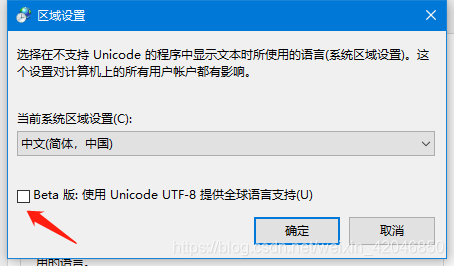 区域设置
选择在不支持 Unicode 的程序中显示文本时所使用的语言(系统区域设置)。这
个设置对计算机上的所有用户帐户都有影响。
当前系统区域设置(C):
中文(简体，中国)
Beta 版: 使用 Unicode UTF-8 提供全球语言支持(U)
确定
取消
https://blog.csdn.net/weixin_42046850
用的语言。